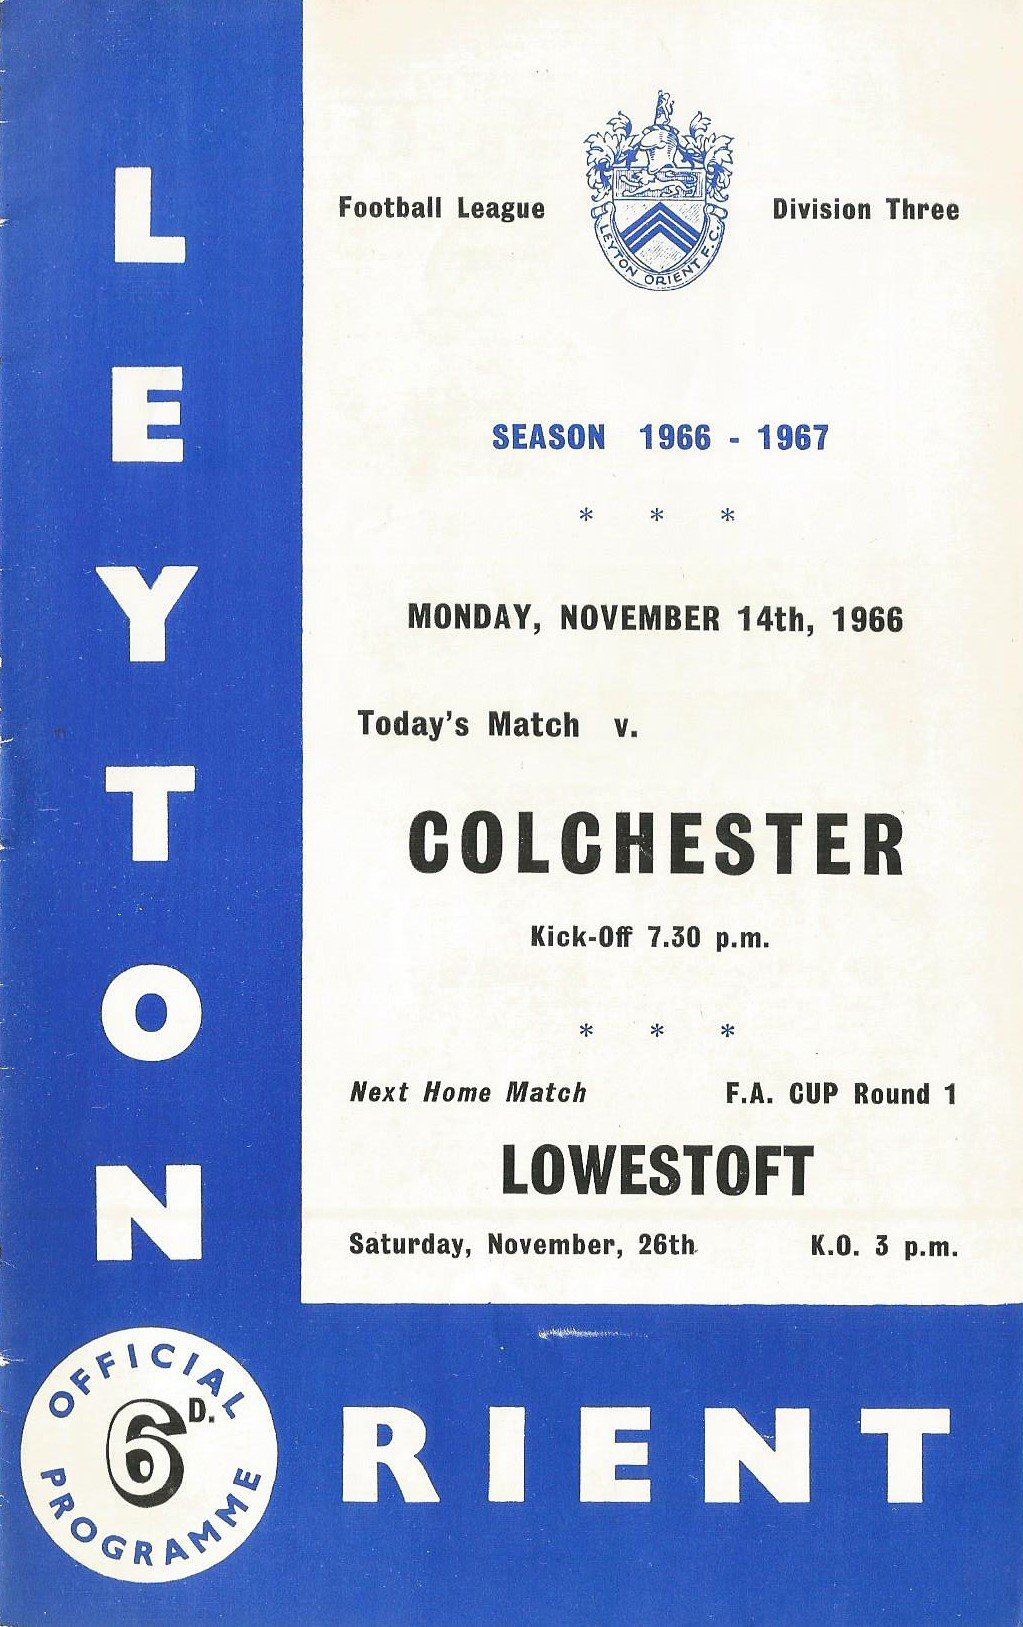 LEYTON
Football League
LEYTON ORIENT F.C.
Division Three
SEASON 1966 - 1967
* * *
MONDAY, NOVEMBER 14th, 1966
Today's Match v.
COLCHESTER
Kick-Off 7.30 p.m.
* * *
Next Home Match F.A. CUP Round 1
LOWESTOFT
Saturday, November, 26th K.O. 3 p.m.
OFFICIAL
6D.
PROGRAMME
RIENT